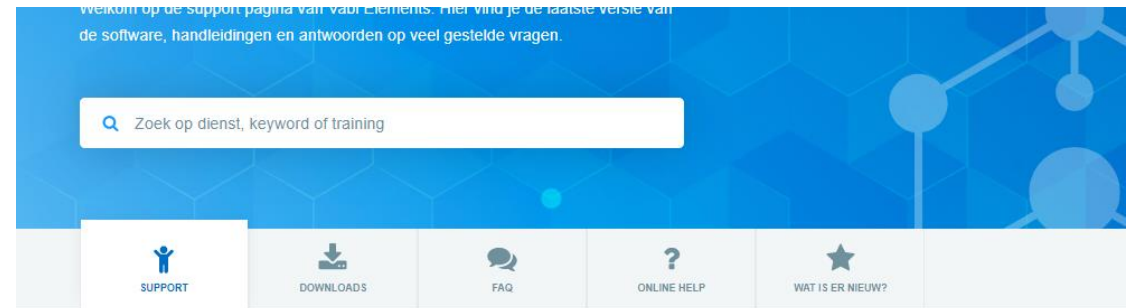 Welkom op de support pagina van Vabi Elements. Hier vind je de laatste versie van
de software, handleidingen en antwoorden op veel gestelde vragen.
Zoek op dienst, keyword of training
SUPPORT
DOWNLOADS
FAQ
ONLINE HELP
WAT IS ER NIEUW?